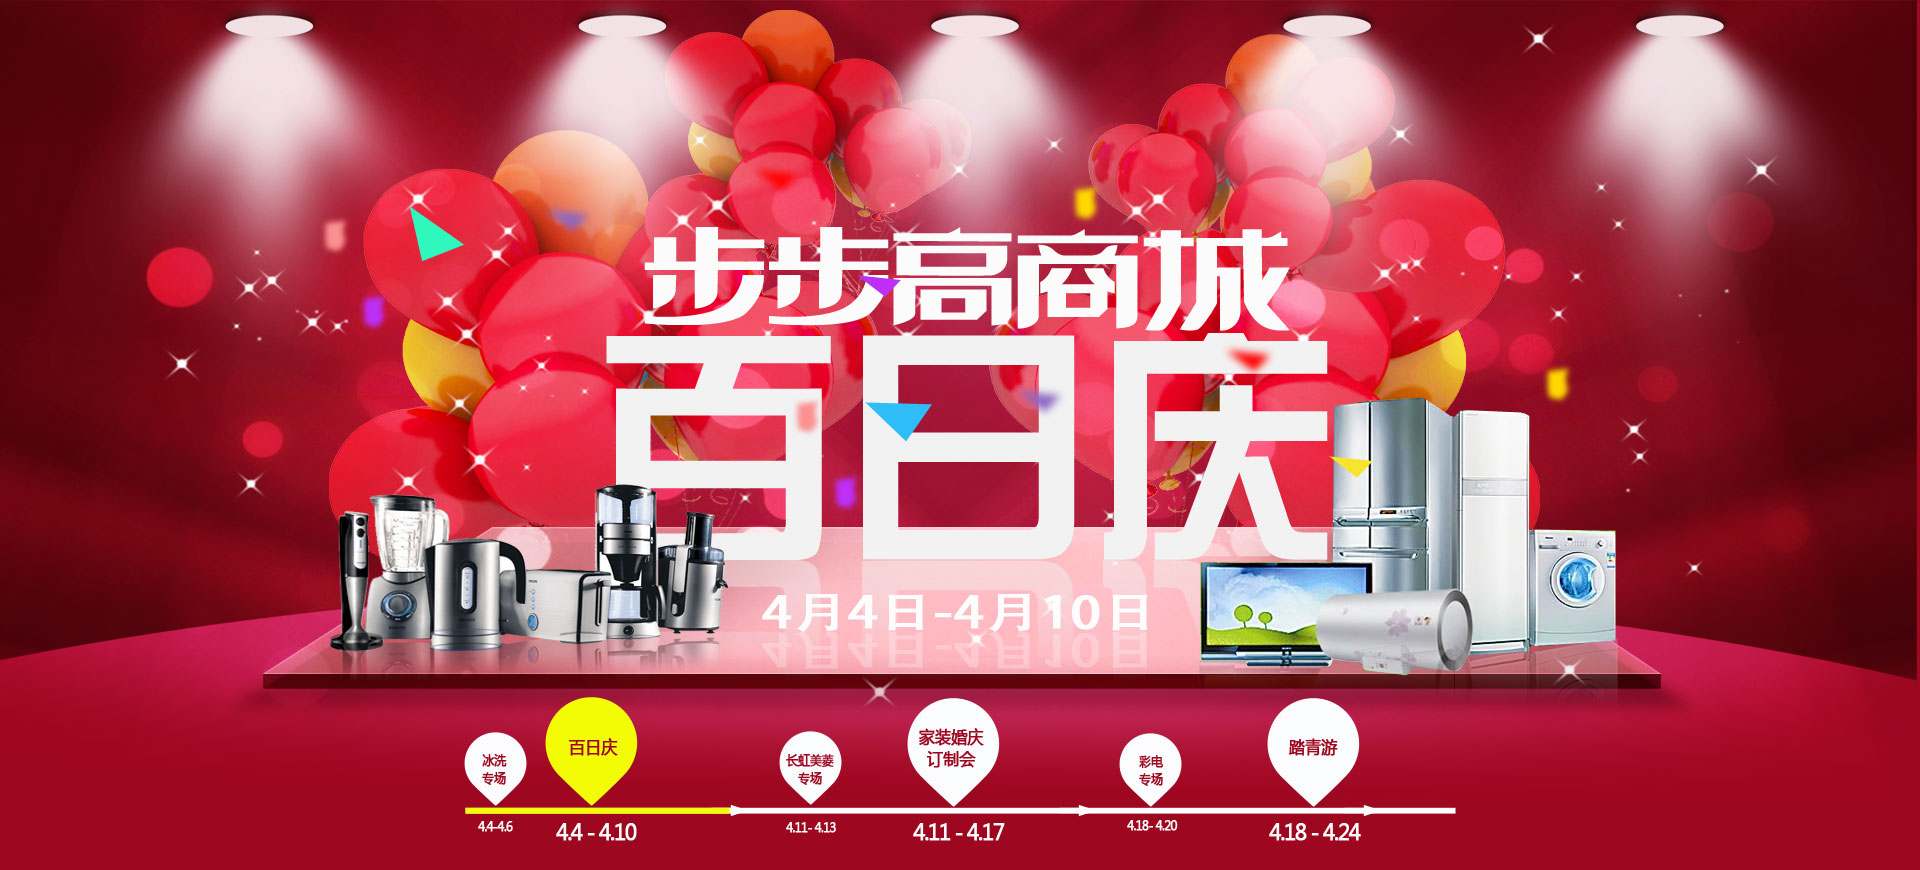 步步高商城
百日庆
4月4日-4月10日
冰洗
专场
4.4-4.6
百日庆
4.4 - 4.10
长虹美菱
专场
4.11- 4.13
家装婚庆
订制会
4.11 - 4.17
彩电
专场
4.18- 4.20
踏青游
4.18 - 4.24